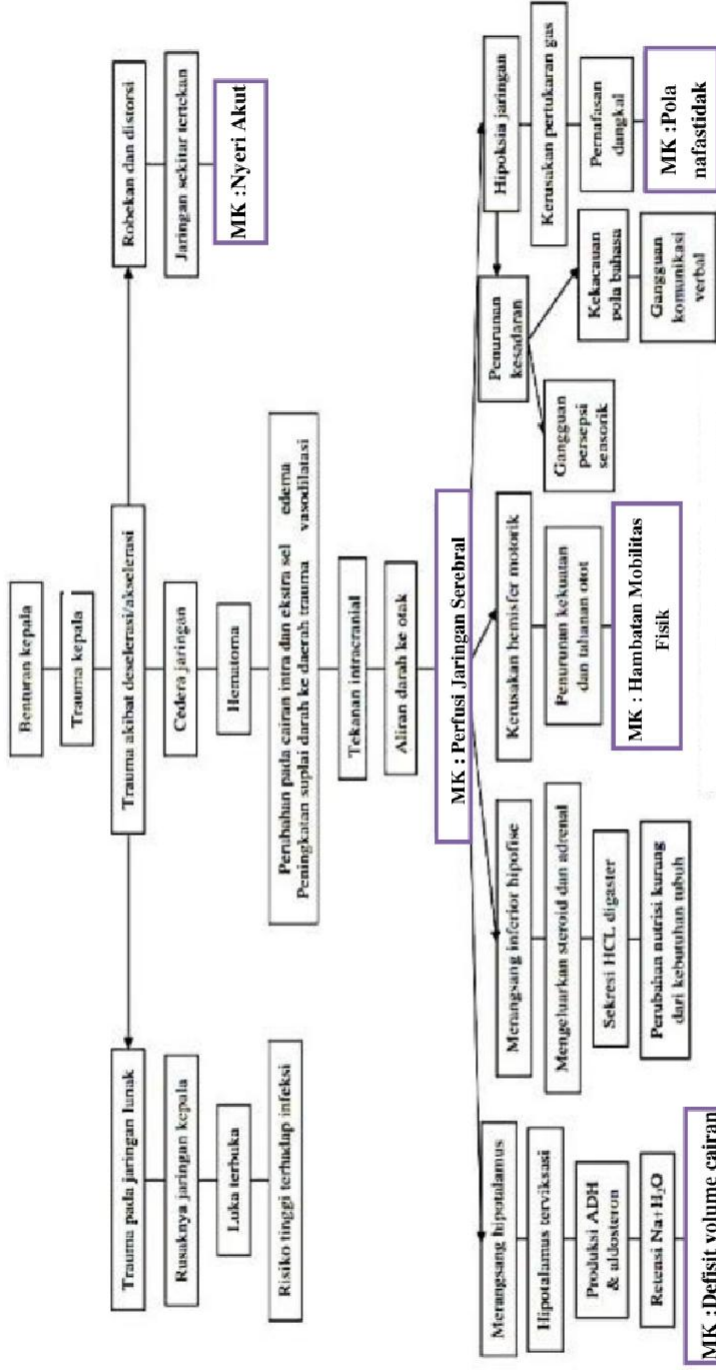 Benturan kepala
Trauma kepala
Trauma akibat deselerasi/akselerasi
Trauma pada jaringan lunak
Rusaknya jaringan kepala
Luka terbuka
Risiko tinggi terhadap infeksi
Cedera jaringan
Hematoma
Perubahan pada cairan intra dan ekstra sel edema
Peningkatan suplai darah ke daerah trauma vasodilatasi
Tekanan intracranial
Aliran darah ke otak
Robekan dan distorsi
Jaringan sekitar tertekan
MK :Nyeri Akut
MK : Perfusi Jaringan Serebral
Merangsang hipotalamus
Hipotalamus terviksasi
Produksi ADH
& aldosteron
Retensi Na+H₂O
MK :Defisit volume cairan
Merangsang inferior hipofise
Mengeluarkan steroid dan adrenal
Sekresi HCL digaster
Perubahan nutrisi kurang
dari kebutuhan tubuh
Kerusakan hemisfer motorik
Penurunan kekuatan
dan tahanan otot
MK : Hambatan Mobilitas
Fisik
Penurunan
kesadaran
Gangguan
persepsi
sensorik
Kekacauan
pola bahasa
Gangguan
komunikasi
verbal
Hipoksia jaringan
Kerusakan pertukaran gas
Pernafasan
dangkal
MK :Pola
nafastidak